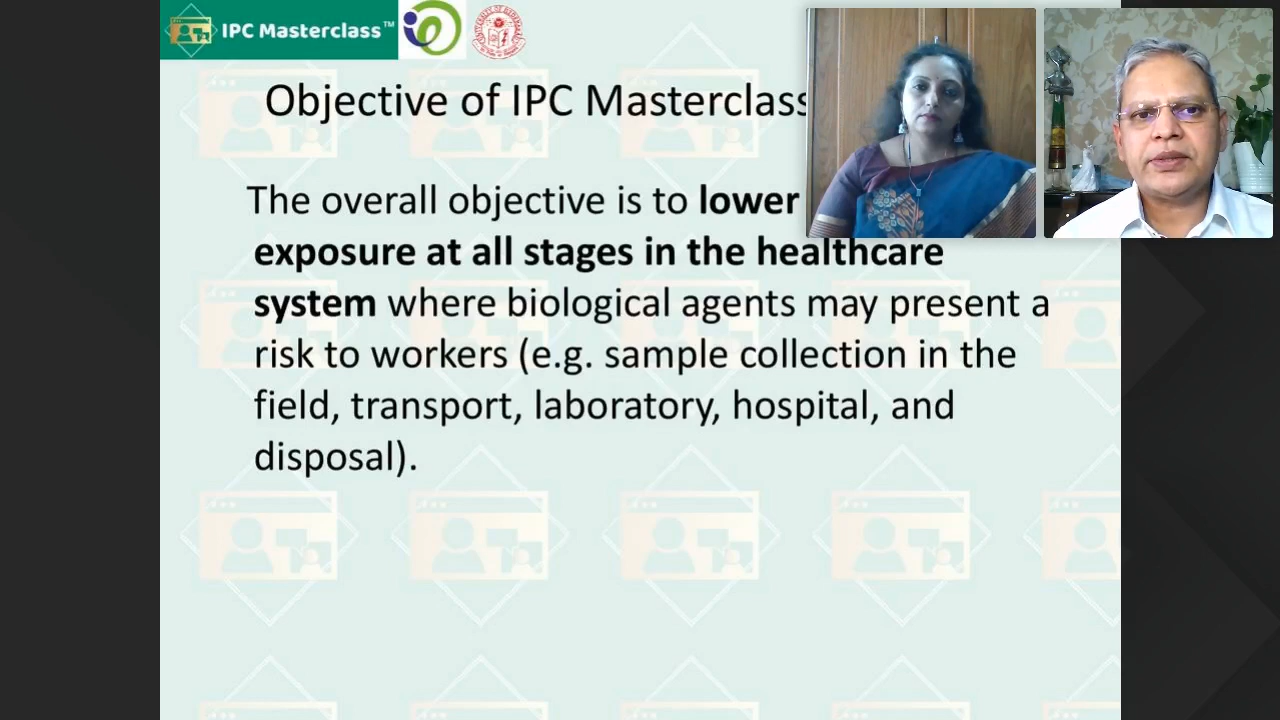 IPC Masterclass™
Objective of IPC Masterclass
The overall objective is to lower
exposure at all stages in the healthcare
system where biological agents may present a
risk to workers (e.g. sample collection in the
field, transport, laboratory, hospital, and
disposal).